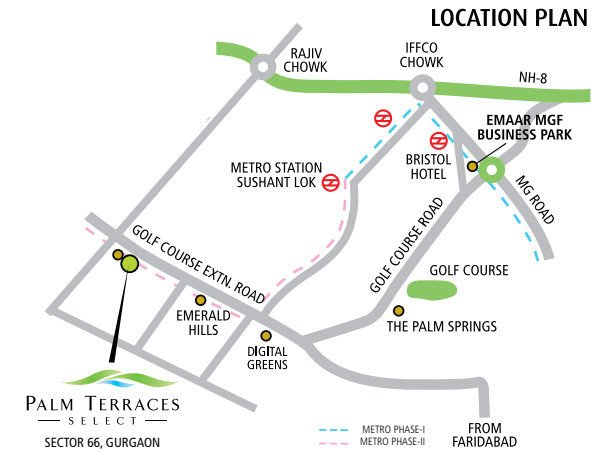 LOCATION PLAN
RAJIV
CHOWK
IFFCO
CHOWK
NH-8
EMAAR MGF
BUSINESS PARK
BRISTOL
HOTEL
METRO STATION
SUSHANT LOK
MG ROAD
GOLF COURSE ROAD
GOLF COURSE EXTN. ROAD
GOLF COURSE
EMERALD
HILLS
THE PALM SPRINGS
DIGITAL
GREENS
PALM TERRACES
SELECT
SECTOR 66, GURGAON
METRO PHASE-I
METRO PHASE-II
FROM
FARIDABAD